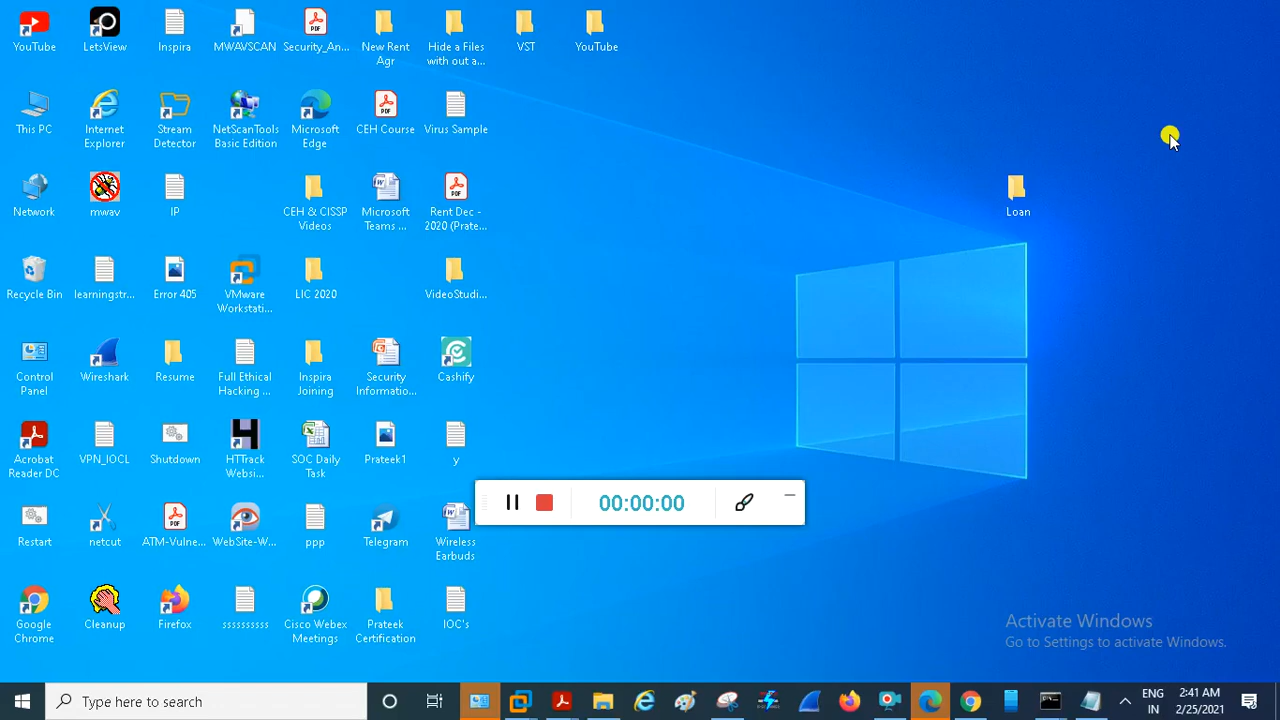 YouTube
LetsView
Inspira
MWAVSCAN
Security_An...
New Rent
Agr
Hide a Files
with out a...
VST
YouTube
This PC
Internet
Explorer
Stream
Detector
NetScanTools
Basic Edition
Microsoft
Edge
CEH Course
Virus Sample
Network
mwav
IP
CEH & CISSP
Videos
Microsoft
Teams ...
Rent Dec -
2020 (Prate...
Loan
Recycle Bin
learningstr...
Error 405
VMware
Workstati...
LIC 2020
VideoStudi...
Control
Panel
Wireshark
Resume
Full Ethical
Hacking ...
Inspira
Joining
Security
Informatio...
Cashify
Acrobat
Reader DC
VPN_IOCL
Shutdown
HTTrack
Websi...
SOC Daily
Task
Prateek1
y
00:00:00
Restart
netcut
ATM-Vulne...
WebSite-W...
ppp
Telegram
Wireless
Earbuds
Google
Chrome
Cleanup
Firefox
ssssssssss
Cisco Webex
Meetings
Prateek
Certification
IOC's
Activate Windows
Go to Settings to activate Windows.
Type here to search
ENG
IN
2:41 AM
2/25/2021